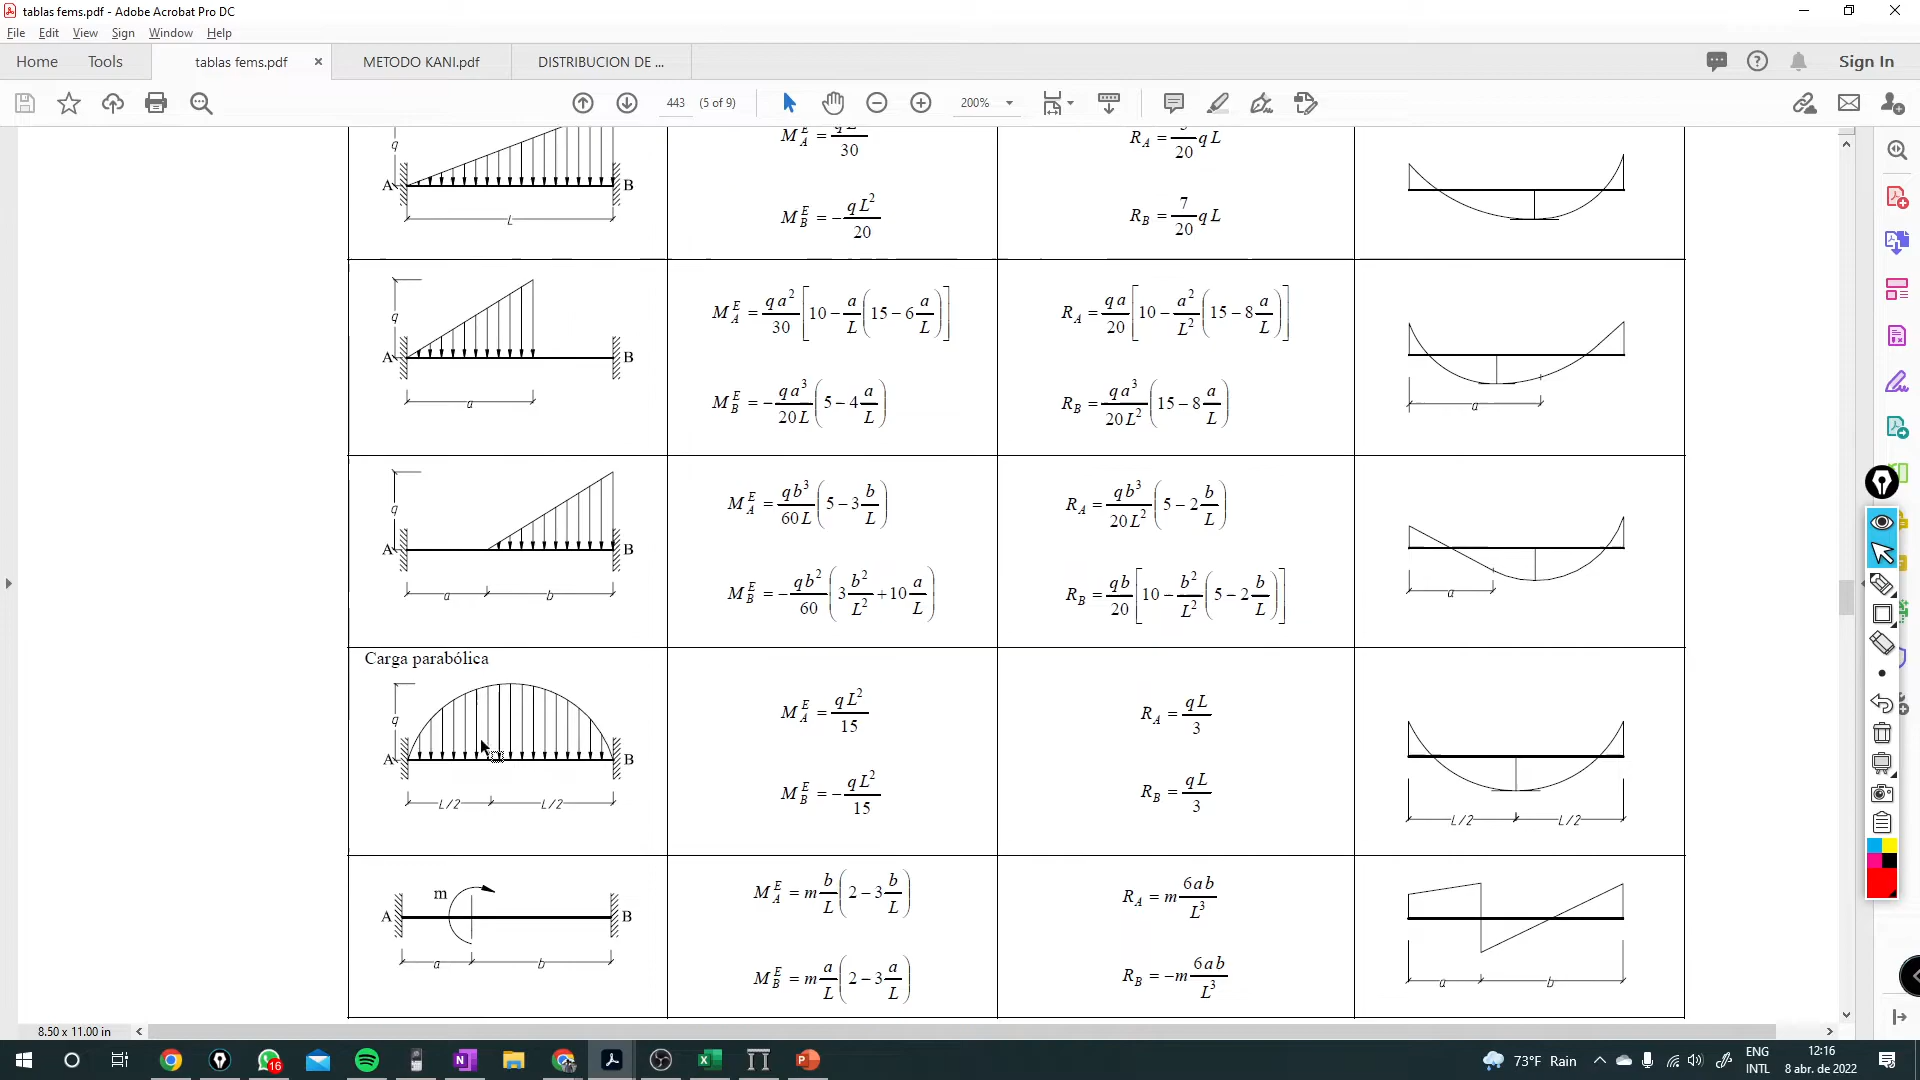 tablas fems.pdf - Adobe Acrobat Pro DC
File Edit View Sign Window Help
Home Tools tablas fems.pdf × METODO KANI.pdf DISTRIBUCION DE ... Sign In
443 (5 of 9) 200%
q A B L
M_A^E = qL²/30
M_B^E = -qL²/20
R_A = 3/20 qL
R_B = 7/20 qL
q A B a
M_A^E = qa²/30 [10 - a/L (15 - 6 a/L)]
M_B^E = -qa³/20L (5 - 4 a/L)
R_A = qa/20 [10 - a²/L² (15 - 8 a/L)]
R_B = qa³/20L² (15 - 8 a/L)
a
q A B a b
M_A^E = qb³/60L (5 - 3 b/L)
M_B^E = -qb²/60 (3 b²/L² + 10 a/L)
R_A = qb³/20L² (5 - 2 b/L)
R_B = qb/20 [10 - b²/L² (5 - 2 b/L)]
a
Carga parabólica
q A B L/2 L/2
M_A^E = qL²/15
M_B^E = -qL²/15
R_A = qL/3
R_B = qL/3
L/2 L/2
m A B a b
M_A^E = m b/L (2 - 3 b/L)
M_B^E = m a/L (2 - 3 a/L)
R_A = m 6ab/L³
R_B = -m 6ab/L³
a b
8.50 x 11.00 in
16 73°F Rain ENG INTL 12:16 8 abr. de 2022